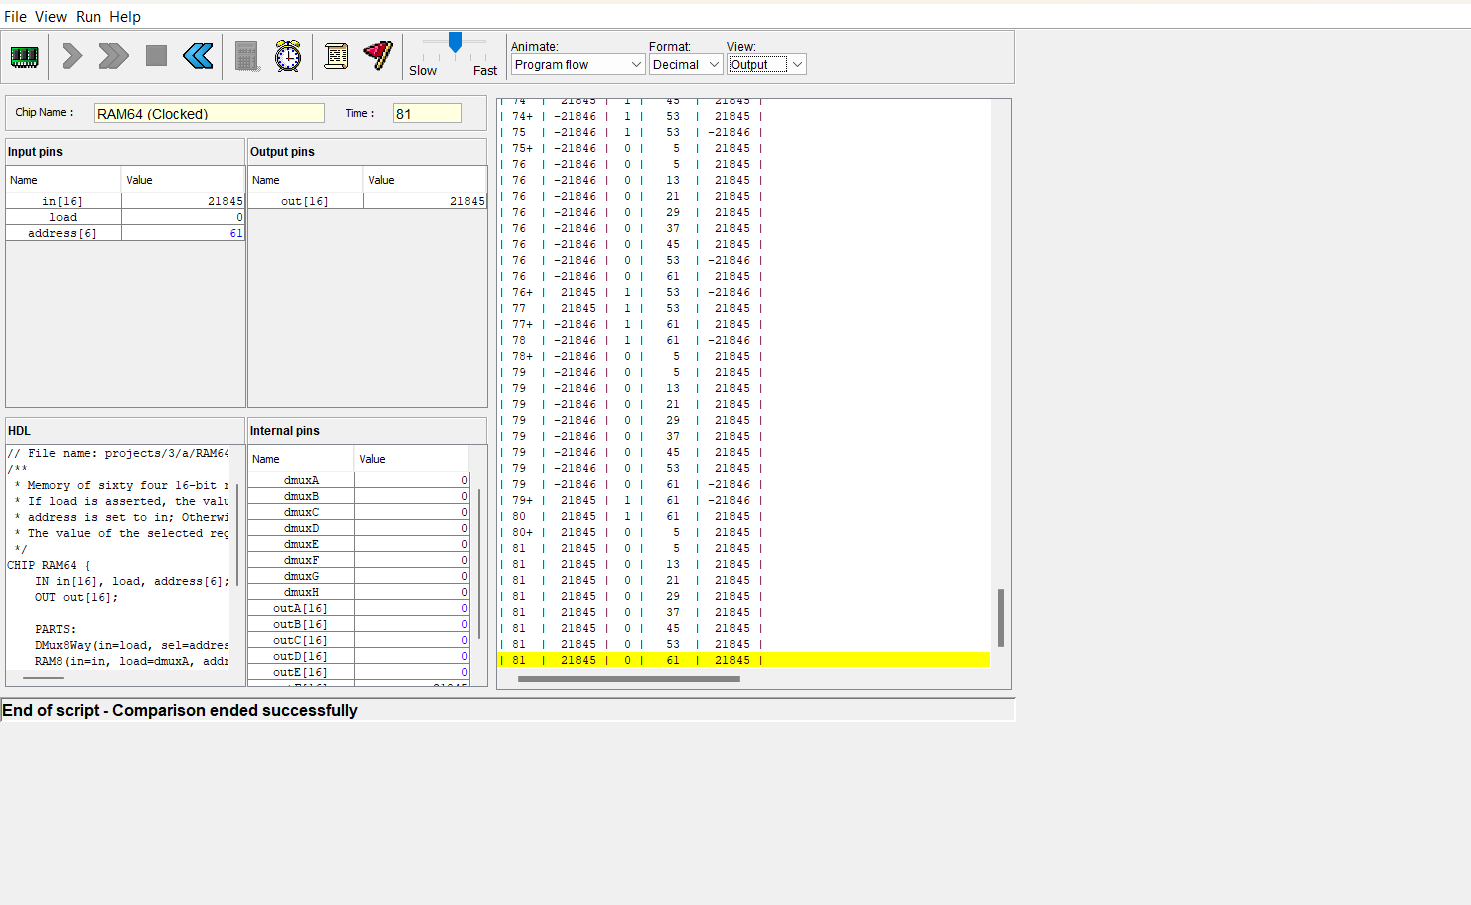 File View Run Help
Slow Fast
Animate:
Program flow
Format:
Decimal
View:
Output
Chip Name :
RAM64 (Clocked)
Time :
81
Input pins
Name Value
in[16] 21845
load 0
address[6] 61
Output pins
Name Value
out[16] 21845
HDL
// File name: projects/3/a/RAM64
/**
* Memory of sixty four 16-bit r
* If load is asserted, the valu
* address is set to in; Otherwi
* The value of the selected reg
*/
CHIP RAM64 {
IN in[16], load, address[6];
OUT out[16];
PARTS:
DMux8Way(in=load, sel=addres
RAM8(in=in, load=dmuxA, addr
Internal pins
Name Value
dmuxA 0
dmuxB 0
dmuxC 0
dmuxD 0
dmuxE 0
dmuxF 0
dmuxG 0
dmuxH 0
outA[16] 0
outB[16] 0
outC[16] 0
outD[16] 0
outE[16] 0
| 74 | 21845 | 1 | 45 | 21845 |
| 74+ | -21846 | 1 | 53 | 21845 |
| 75 | -21846 | 1 | 53 | -21846 |
| 75+ | -21846 | 0 | 5 | 21845 |
| 76 | -21846 | 0 | 5 | 21845 |
| 76 | -21846 | 0 | 13 | 21845 |
| 76 | -21846 | 0 | 21 | 21845 |
| 76 | -21846 | 0 | 29 | 21845 |
| 76 | -21846 | 0 | 37 | 21845 |
| 76 | -21846 | 0 | 45 | 21845 |
| 76 | -21846 | 0 | 53 | -21846 |
| 76 | -21846 | 0 | 61 | 21845 |
| 76+ | 21845 | 1 | 53 | -21846 |
| 77 | 21845 | 1 | 53 | 21845 |
| 77+ | -21846 | 1 | 61 | 21845 |
| 78 | -21846 | 1 | 61 | -21846 |
| 78+ | -21846 | 0 | 5 | 21845 |
| 79 | -21846 | 0 | 5 | 21845 |
| 79 | -21846 | 0 | 13 | 21845 |
| 79 | -21846 | 0 | 21 | 21845 |
| 79 | -21846 | 0 | 29 | 21845 |
| 79 | -21846 | 0 | 37 | 21845 |
| 79 | -21846 | 0 | 45 | 21845 |
| 79 | -21846 | 0 | 53 | 21845 |
| 79 | -21846 | 0 | 61 | -21846 |
| 79+ | 21845 | 1 | 61 | -21846 |
| 80 | 21845 | 1 | 61 | 21845 |
| 80+ | 21845 | 0 | 5 | 21845 |
| 81 | 21845 | 0 | 5 | 21845 |
| 81 | 21845 | 0 | 13 | 21845 |
| 81 | 21845 | 0 | 21 | 21845 |
| 81 | 21845 | 0 | 29 | 21845 |
| 81 | 21845 | 0 | 37 | 21845 |
| 81 | 21845 | 0 | 45 | 21845 |
| 81 | 21845 | 0 | 53 | 21845 |
| 81 | 21845 | 0 | 61 | 21845 |
End of script - Comparison ended successfully